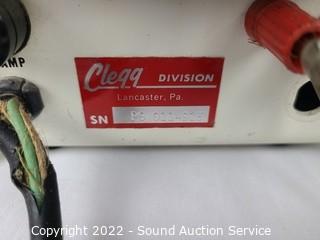 AMP
Clegg DIVISION
Lancaster, Pa.
SN
Copyright 2022 - Sound Auction Service